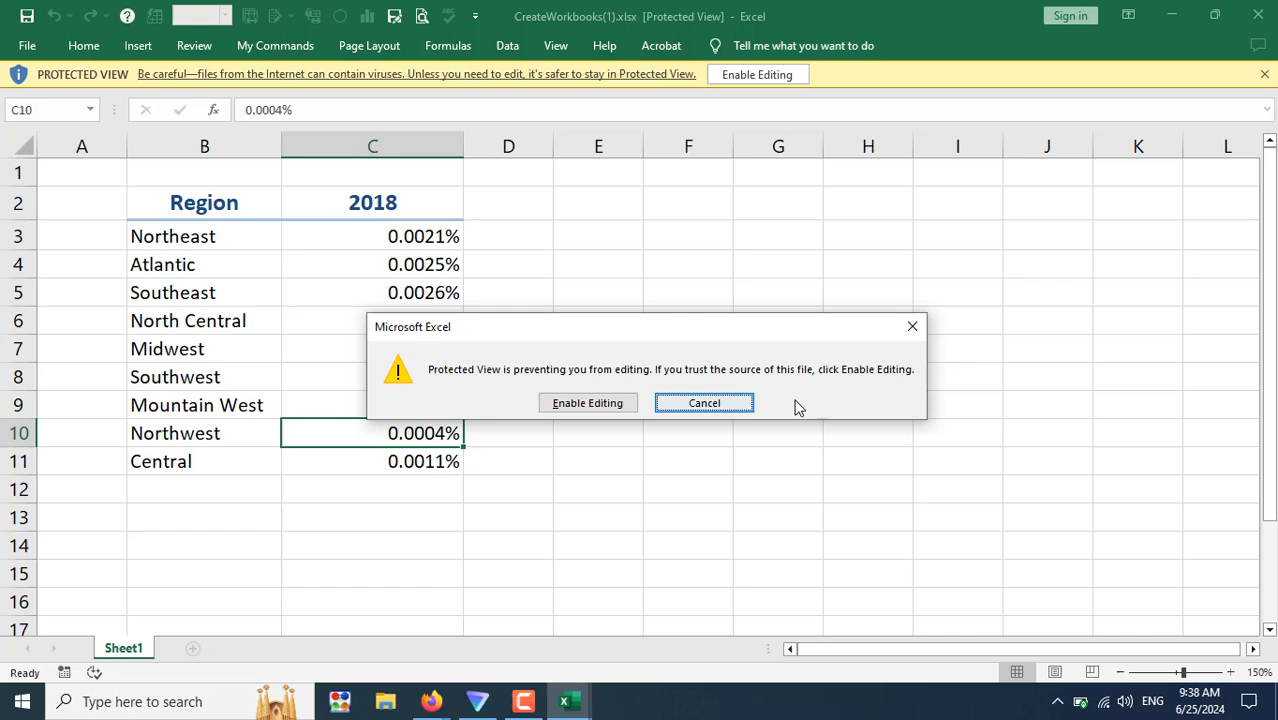 CreateWorkbooks(1).xlsx [Protected View] - Excel
Sign in
File Home Insert Review My Commands Page Layout Formulas Data View Help Acrobat Tell me what you want to do
PROTECTED VIEW Be careful—files from the Internet can contain viruses. Unless you need to edit, it's safer to stay in Protected View. Enable Editing
C10 fx 0.0004%
A B C D E F G H I J K L
1
2 Region 2018
3 Northeast 0.0021%
4 Atlantic 0.0025%
5 Southeast 0.0026%
6 North Central
Microsoft Excel
7 Midwest
Protected View is preventing you from editing. If you trust the source of this file, click Enable Editing.
8 Southwest
9 Mountain West
Enable Editing Cancel
10 Northwest 0.0004%
11 Central 0.0011%
12
13
14
15
16
17
Sheet1
Ready 150%
Type here to search
ENG
9:38 AM
6/25/2024